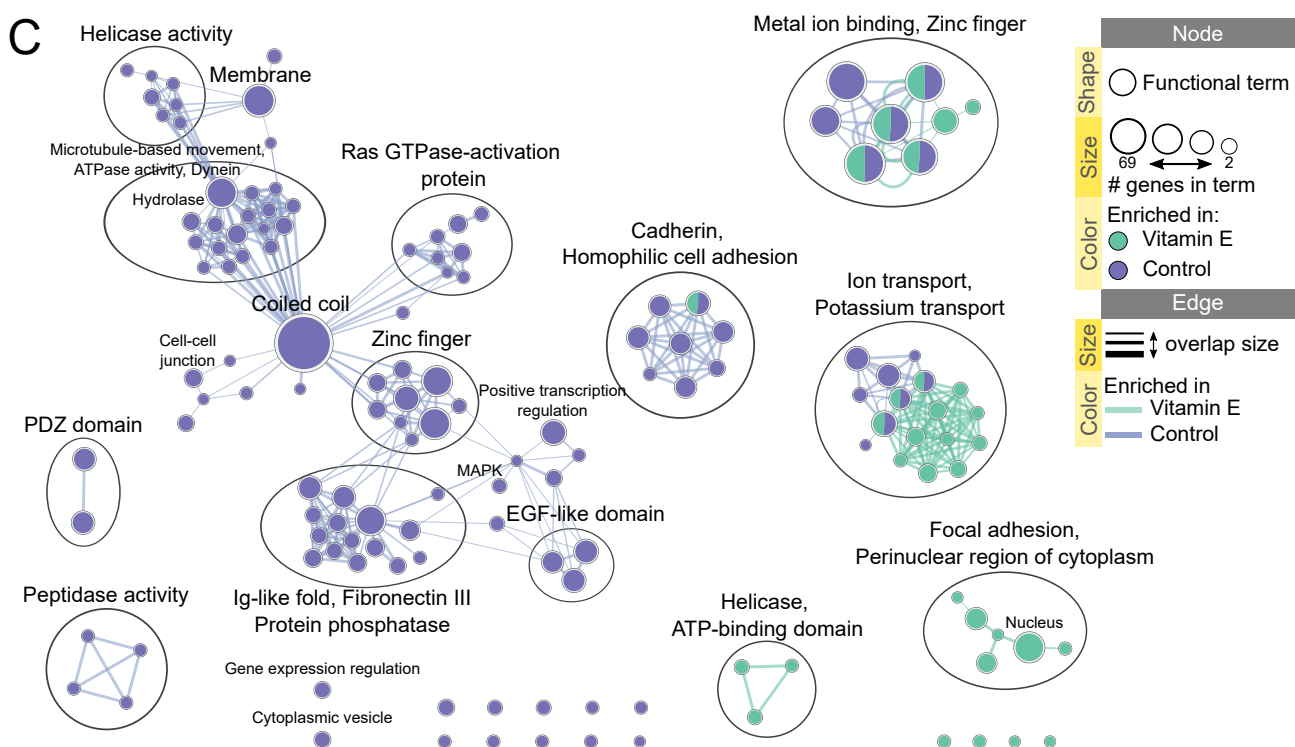 C
Helicase activity
Membrane
Microtubule-based movement,
ATPase activity, Dynein
Hydrolase
Ras GTPase-activation
protein
Coiled coil
Cell-cell
junction
Zinc finger
Positive transcription
regulation
MAPK
PDZ domain
EGF-like domain
Peptidase activity
Ig-like fold, Fibronectin III
Protein phosphatase
Gene expression regulation
Cytoplasmic vesicle
Metal ion binding, Zinc finger
Cadherin,
Homophilic cell adhesion
Ion transport,
Potassium transport
Focal adhesion,
Perinuclear region of cytoplasm
Nucleus
Helicase,
ATP-binding domain
Node
Shape
Functional term
Size
69 2
# genes in term
Color
Enriched in:
Vitamin E
Control
Edge
Size
overlap size
Color
Enriched in
Vitamin E
Control